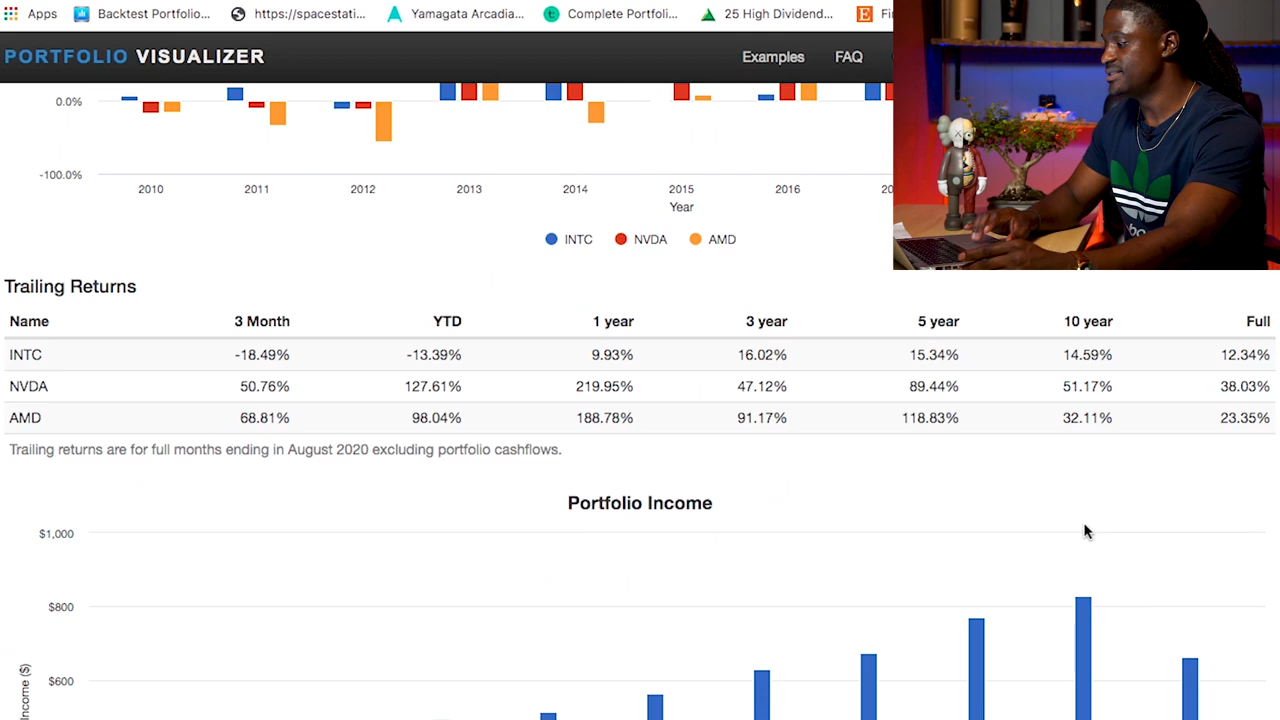 Apps Backtest Portfolio... https://spacestati... Yamagata Arcadia... Complete Portfoli... 25 High Dividend... E
PORTFOLIO VISUALIZER Examples FAQ
0.0%
-100.0%
2010 2011 2012 2013 2014 2015 2016
Year
INTC NVDA AMD
Trailing Returns
Name 3 Month YTD 1 year 3 year 5 year 10 year Full
INTC -18.49% -13.39% 9.93% 16.02% 15.34% 14.59% 12.34%
NVDA 50.76% 127.61% 219.95% 47.12% 89.44% 51.17% 38.03%
AMD 68.81% 98.04% 188.78% 91.17% 118.83% 32.11% 23.35%
Trailing returns are for full months ending in August 2020 excluding portfolio cashflows.
Portfolio Income
$1,000
$800
$600
Income ($)